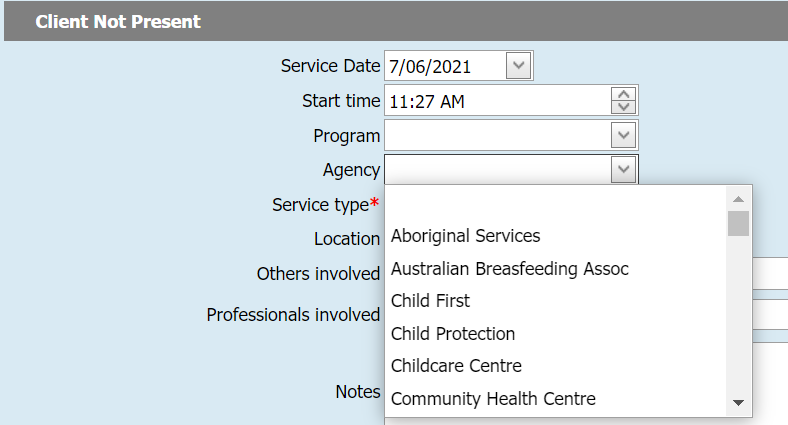 Client Not Present
Service Date 7/06/2021
Start time 11:27 AM
Program
Agency
Service type*
Location
Others involved
Professionals involved
Notes
Aboriginal Services
Australian Breasfeeding Assoc
Child First
Child Protection
Childcare Centre
Community Health Centre